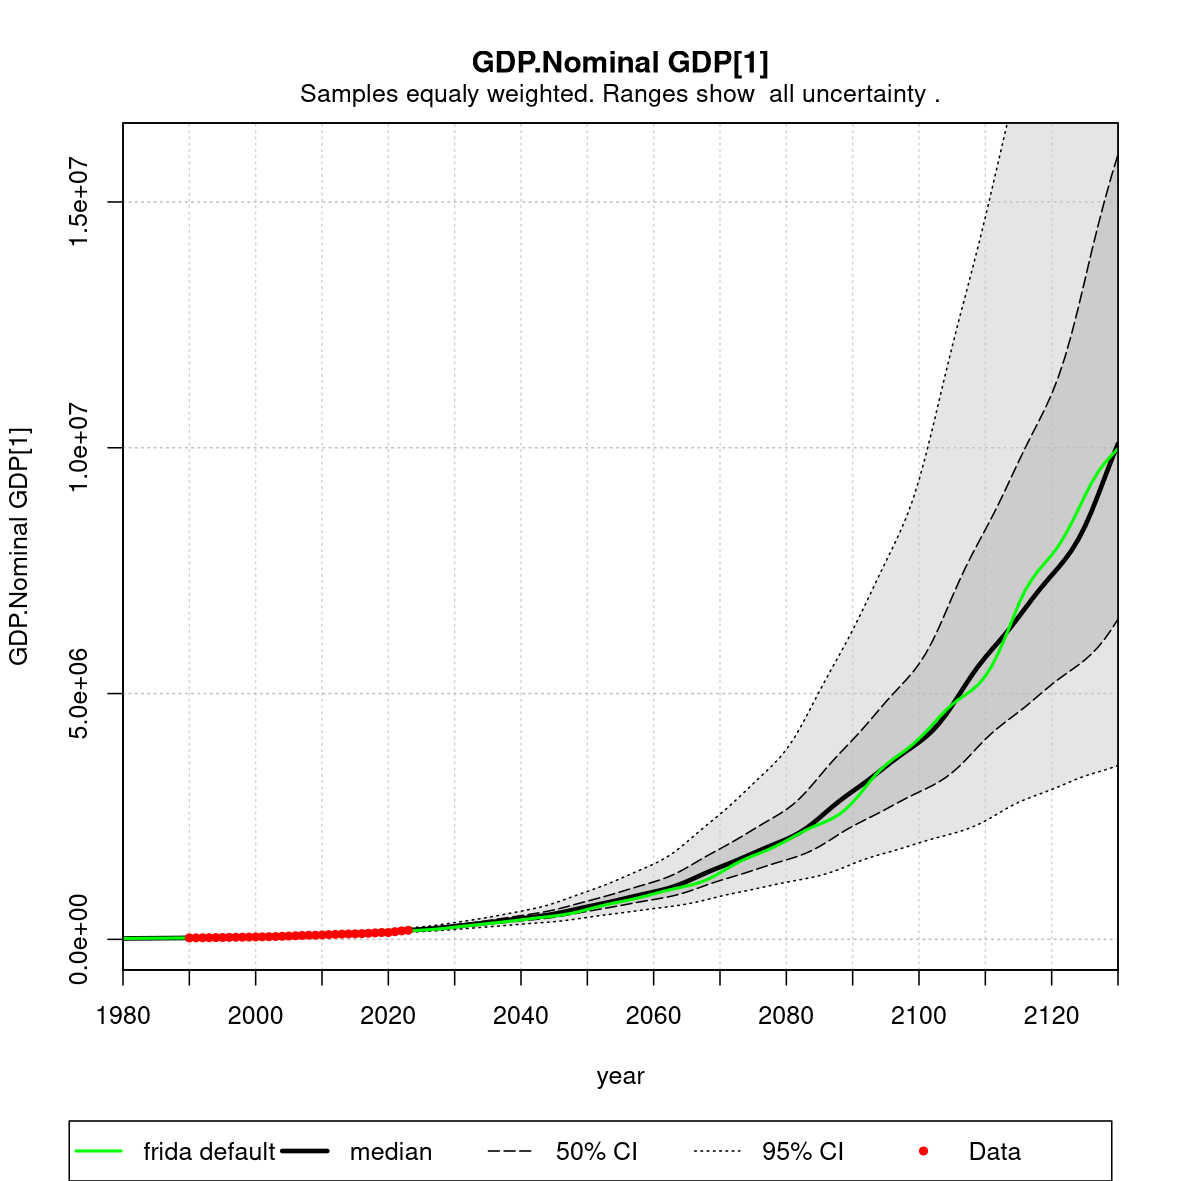 GDP.Nominal GDP[1]
Samples equaly weighted. Ranges show  all uncertainty .
GDP.Nominal GDP[1]
1.5e+07
1.0e+07
5.0e+06
0.0e+00
1980 2000 2020 2040 2060 2080 2100 2120
year
frida default median 50% CI 95% CI Data